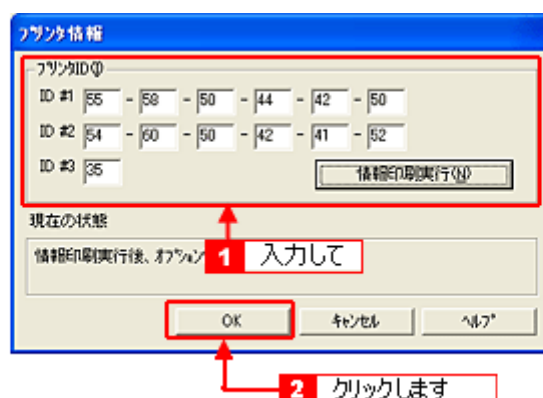 プリンタ情報
プリンタID(I)
ID #1 55 - 58 - 50 - 44 - 42 - 50
ID #2 54 - 60 - 50 - 42 - 41 - 52
ID #3 35
情報印刷実行(N)
現在の状態
情報印刷実行後、オプション
1 入力して
OK キャンセル ヘルプ
2 クリックします